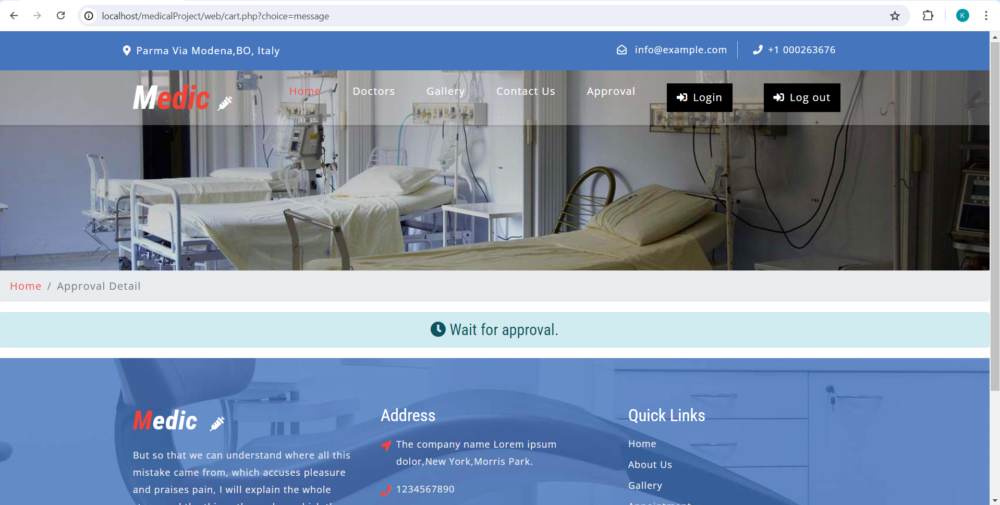 localhost/medicalProject/web/cart.php?choice=message
K
Parma Via Modena,BO, Italy
info@example.com
+1 000263676
Medic
Home
Doctors
Gallery
Contact Us
Approval
Login
Log out
Home / Approval Detail
Wait for approval.
Medic
But so that we can understand where all this
mistake came from, which accuses pleasure
and praises pain, I will explain the whole
Address
The company name Lorem ipsum
dolor,New York,Morris Park.
1234567890
Quick Links
Home
About Us
Gallery
Appointment